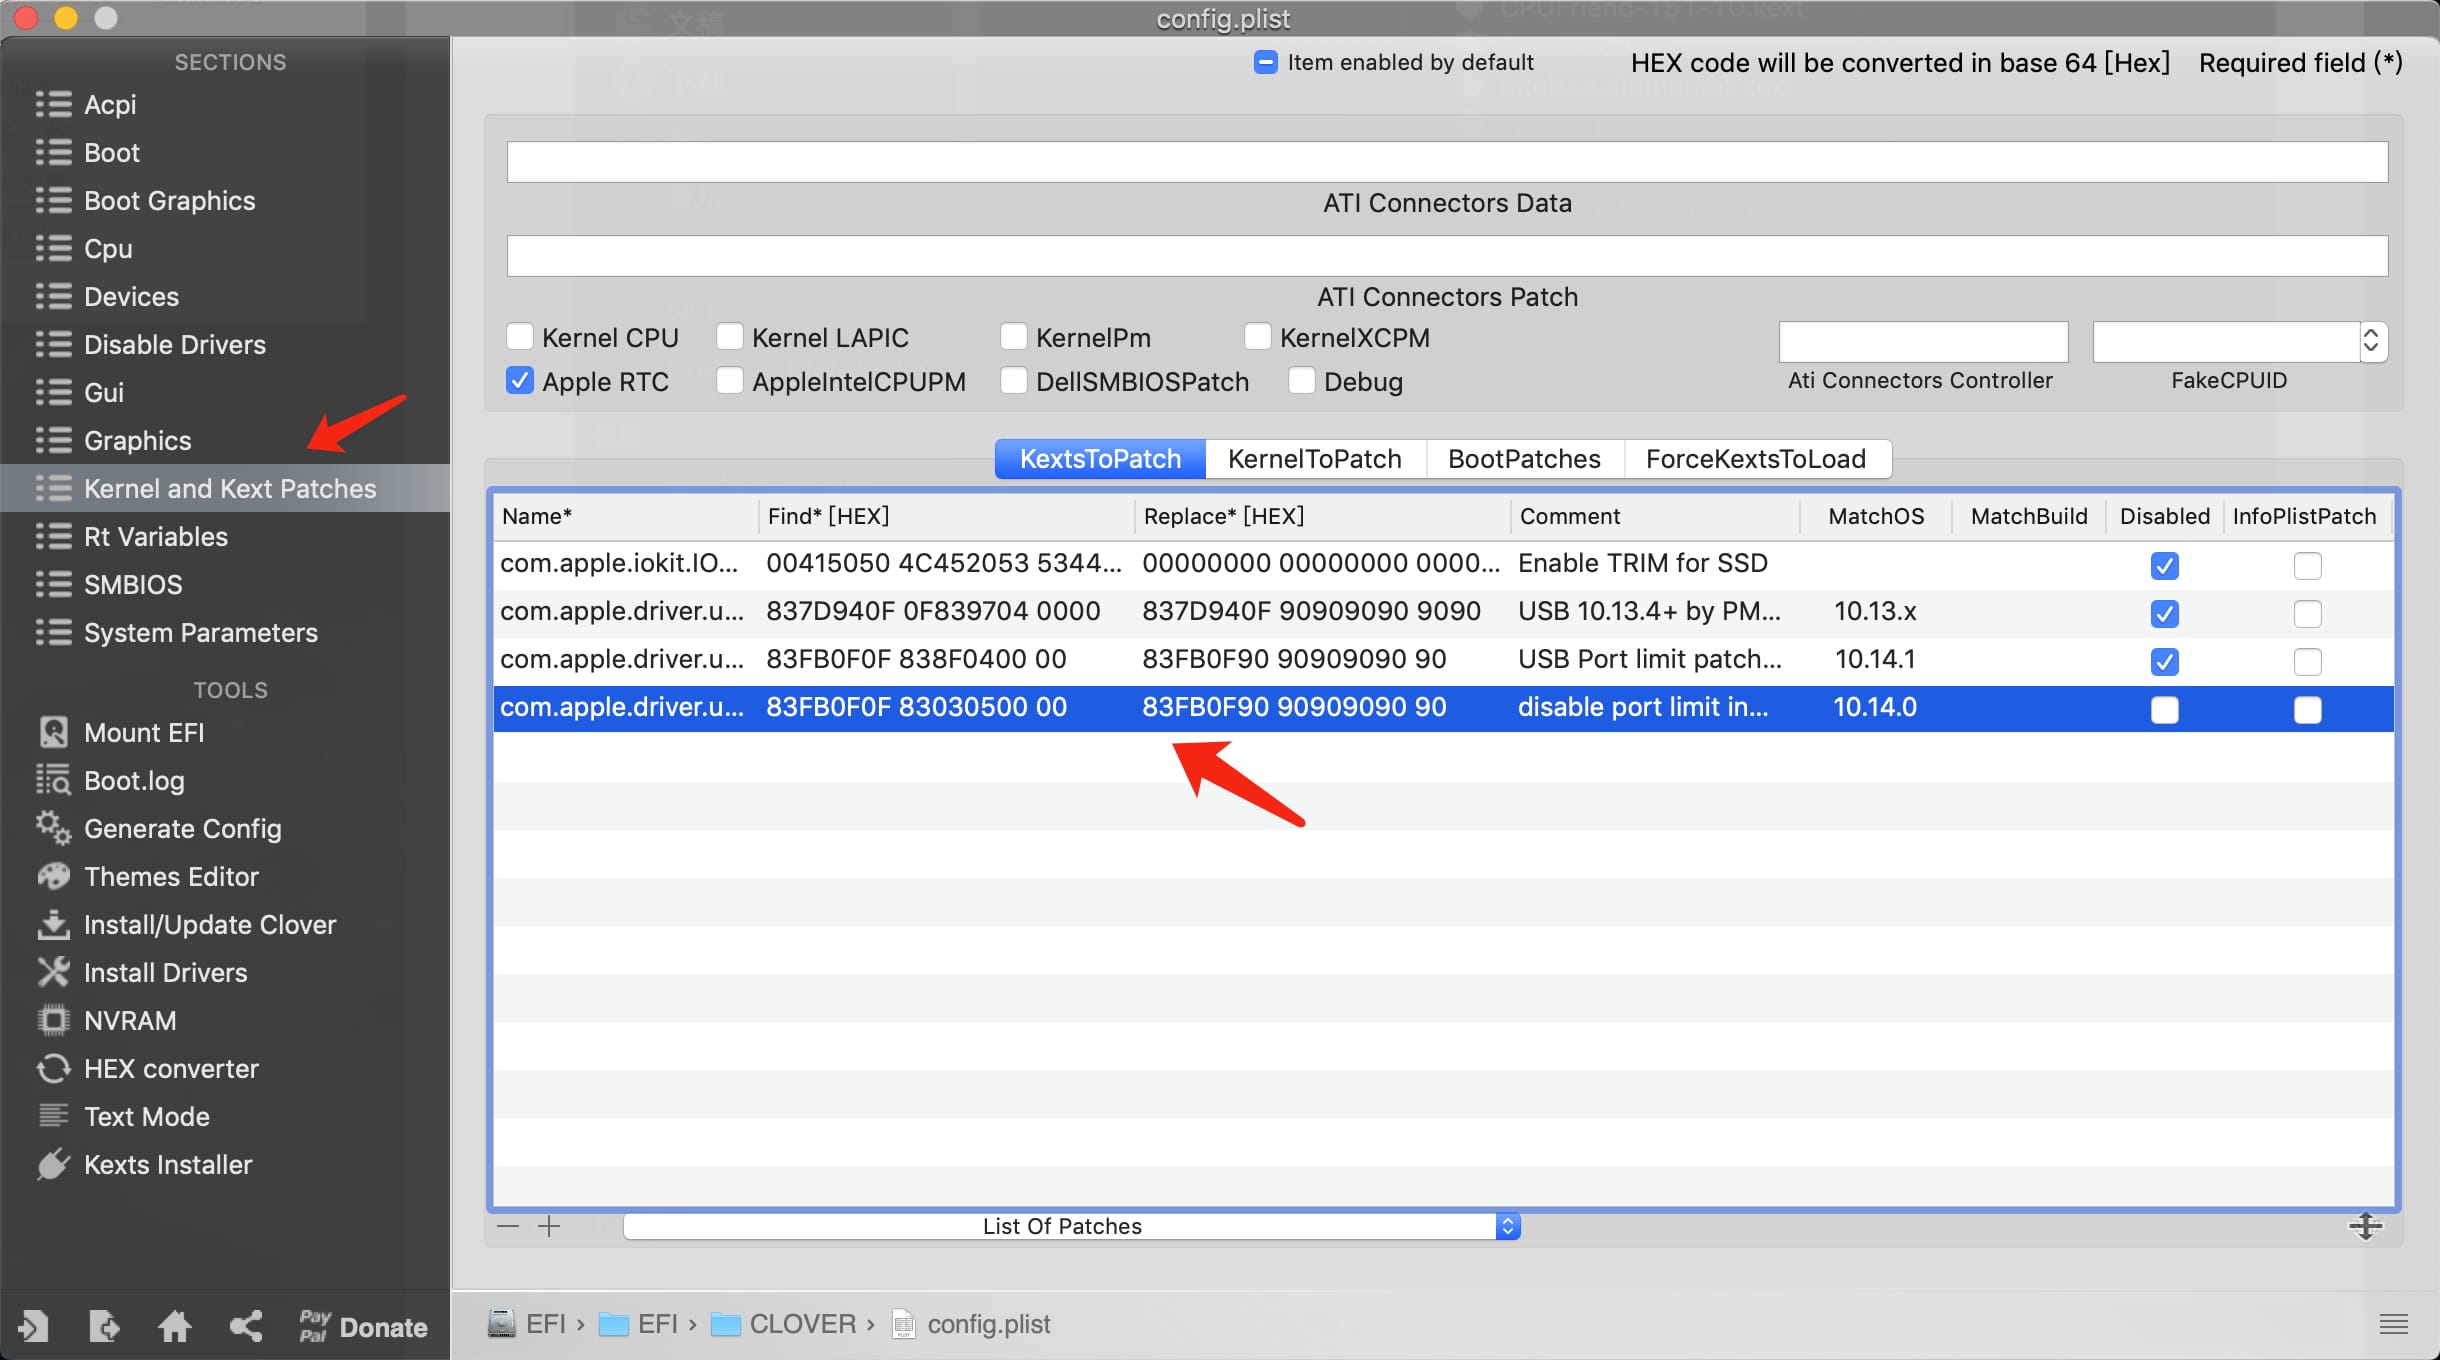 config.plist
SECTIONS
Acpi
Boot
Boot Graphics
Cpu
Devices
Disable Drivers
Gui
Graphics
Kernel and Kext Patches
Rt Variables
SMBIOS
System Parameters
TOOLS
Mount EFI
Boot.log
Generate Config
Themes Editor
Install/Update Clover
Install Drivers
NVRAM
HEX converter
Text Mode
Kexts Installer
Pay Pal Donate
Item enabled by default HEX code will be converted in base 64 [Hex] Required field (*)
ATI Connectors Data
ATI Connectors Patch
Kernel CPU Kernel LAPIC KernelPm KernelXCPM
Apple RTC AppleIntelCPUPM DellSMBIOSPatch Debug
Ati Connectors Controller FakeCPUID
KextsToPatch KernelToPatch BootPatches ForceKextsToLoad
Name* Find* [HEX] Replace* [HEX] Comment MatchOS MatchBuild Disabled InfoPlistPatch
com.apple.iokit.IO... 00415050 4C452053 5344... 00000000 00000000 0000... Enable TRIM for SSD
com.apple.driver.u... 837D940F 0F839704 0000 837D940F 90909090 9090 USB 10.13.4+ by PM... 10.13.x
com.apple.driver.u... 83FB0F0F 838F0400 00 83FB0F90 90909090 90 USB Port limit patch... 10.14.1
com.apple.driver.u... 83FB0F0F 83030500 00 83FB0F90 90909090 90 disable port limit in... 10.14.0
List Of Patches
EFI › EFI › CLOVER › config.plist